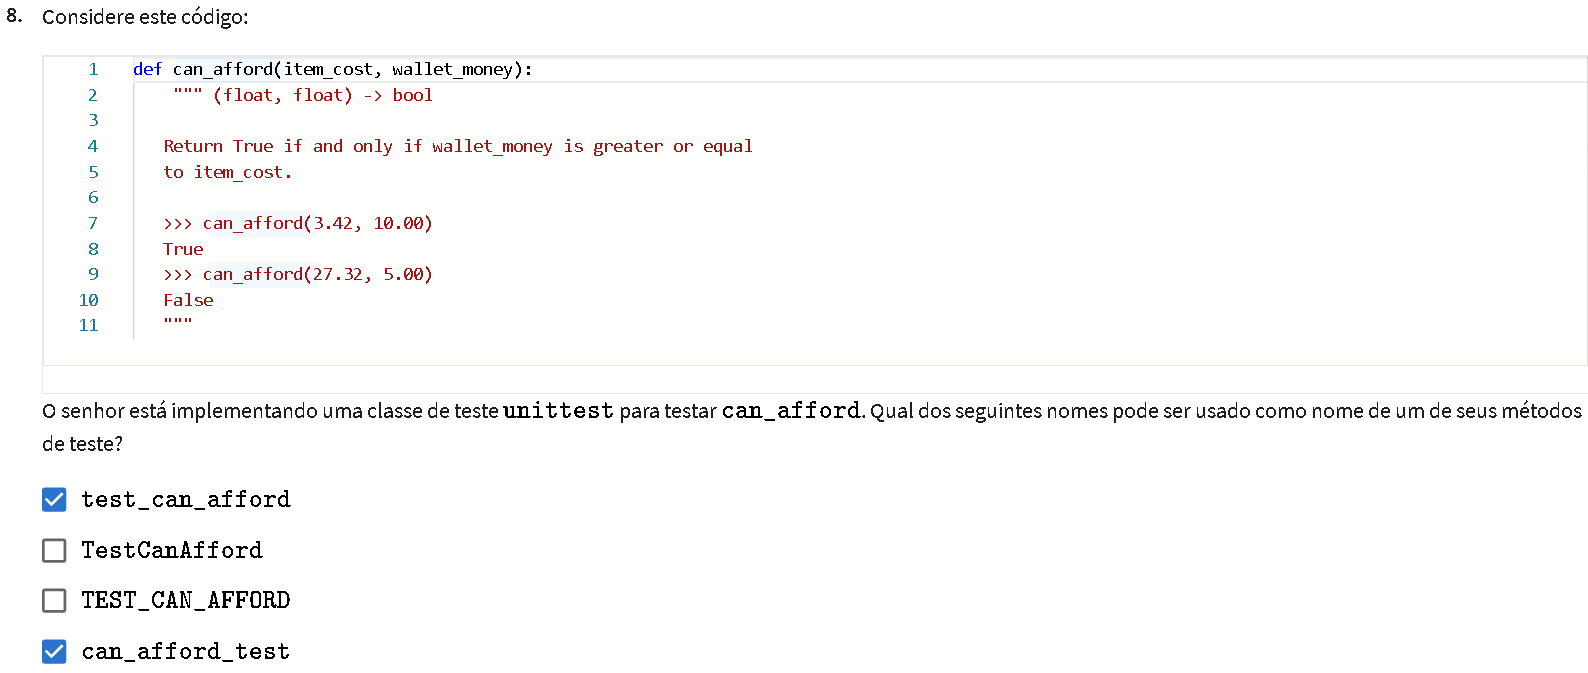 8. Considere este código:
1 def can_afford(item_cost, wallet_money):
2 """ (float, float) -> bool
3
4 Return True if and only if wallet_money is greater or equal
5 to item_cost.
6
7 >>> can_afford(3.42, 10.00)
8 True
9 >>> can_afford(27.32, 5.00)
10 False
11 """
O senhor está implementando uma classe de teste unittest para testar can_afford. Qual dos seguintes nomes pode ser usado como nome de um de seus métodos
de teste?
test_can_afford
TestCanAfford
TEST_CAN_AFFORD
can_afford_test